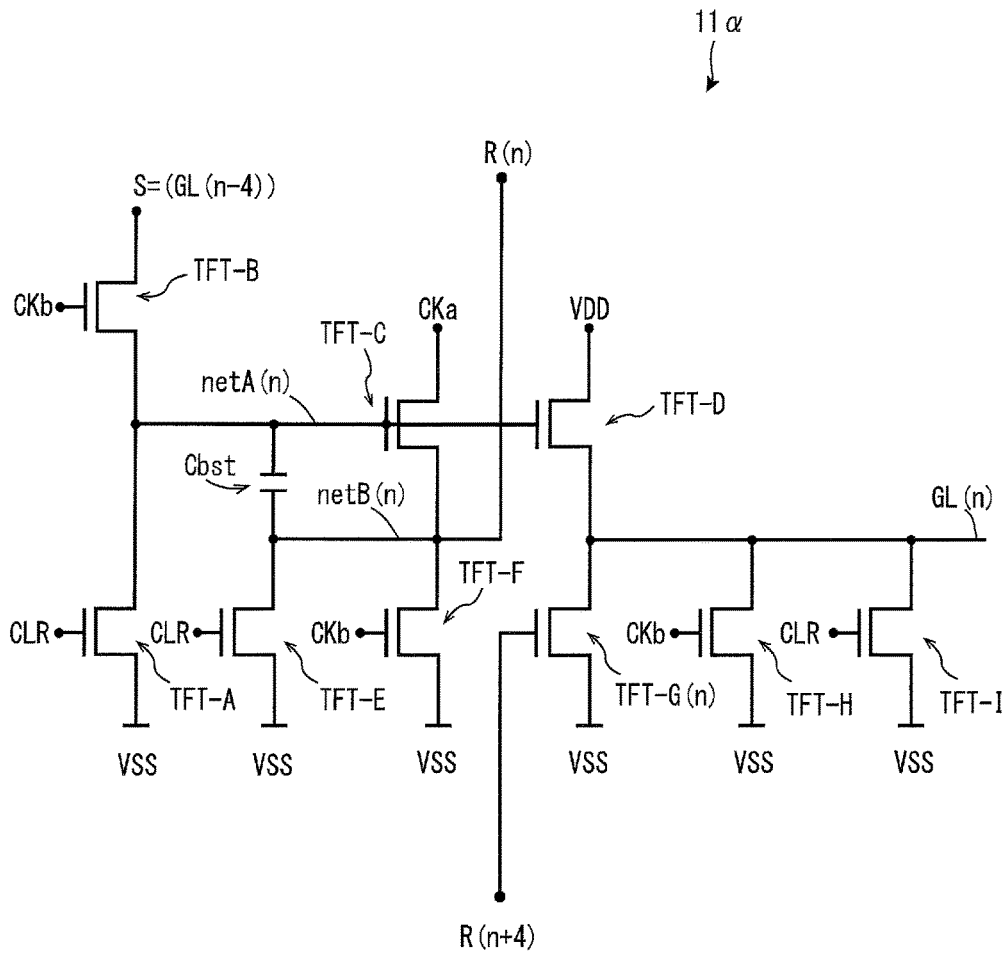 11α
R(n)
S=(GL(n-4))
TFT-B
CKb
CKa
VDD
TFT-C
netA(n)
TFT-D
Cbst
netB(n)
GL(n)
TFT-F
CLR
CLR
CKb
CKb
CLR
TFT-A
TFT-E
TFT-G(n)
TFT-H
TFT-I
VSS
VSS
VSS
VSS
VSS
VSS
R(n+4)